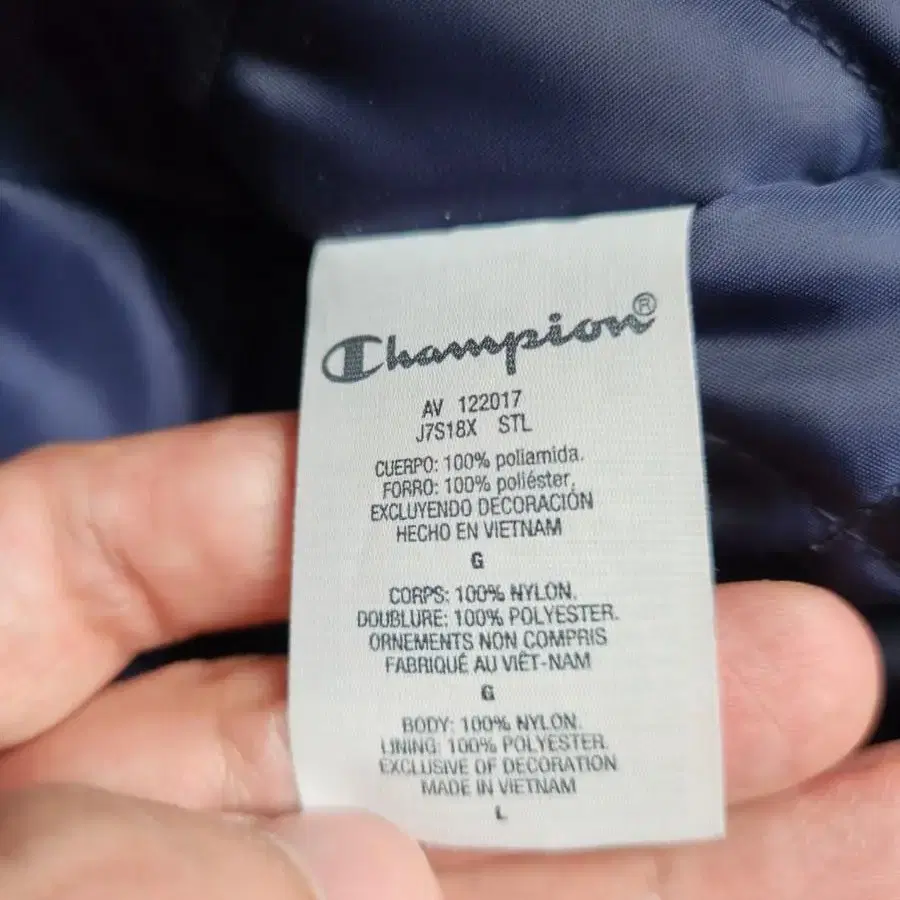 Champion®
AV 122017
J7S18X STL
CUERPO: 100% poliamida.
FORRO: 100% poliéster,
EXCLUYENDO DECORACIÓN
HECHO EN VIETNAM
G
CORPS: 100% NYLON.
DOUBLURE: 100% POLYESTER.
ORNEMENTS NON COMPRIS
FABRIQUÉ AU VIÊT-NAM
G
BODY: 100% NYLON.
LINING: 100% POLYESTER.
EXCLUSIVE OF DECORATION
MADE IN VIETNAM
L